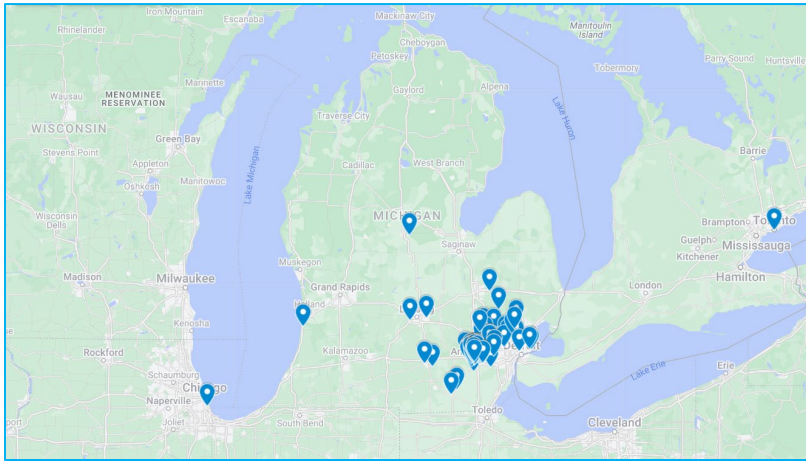 Iron Mountain
Escanaba
Mackinaw City
Manitoulin
Island
Rhinelander
Cheboygan
Petoskey
Parry Sound
Huntsville
Tobermory
Marinette
Gaylord
Alpena
Wausau
MENOMINEE
RESERVATION
WISCONSIN
Traverse City
Lake Huron
Green Bay
Stevens Point
Barrie
Appleton
Cadillac
West Branch
Oshkosh
Manitowoc
Lake Michigan
Wisconsin
Dells
MICHIGAN
Brampton
Saginaw
Guelph
Mississauga
Kitchener
Muskegon
Hamilton
Madison
Milwaukee
Grand Rapids
London
Holland
Kenosha
Rockford
Kalamazoo
Lake Erie
Erie
Schaumburg
Chicago
Naperville
Toledo
Joliet
South Bend
Cleveland